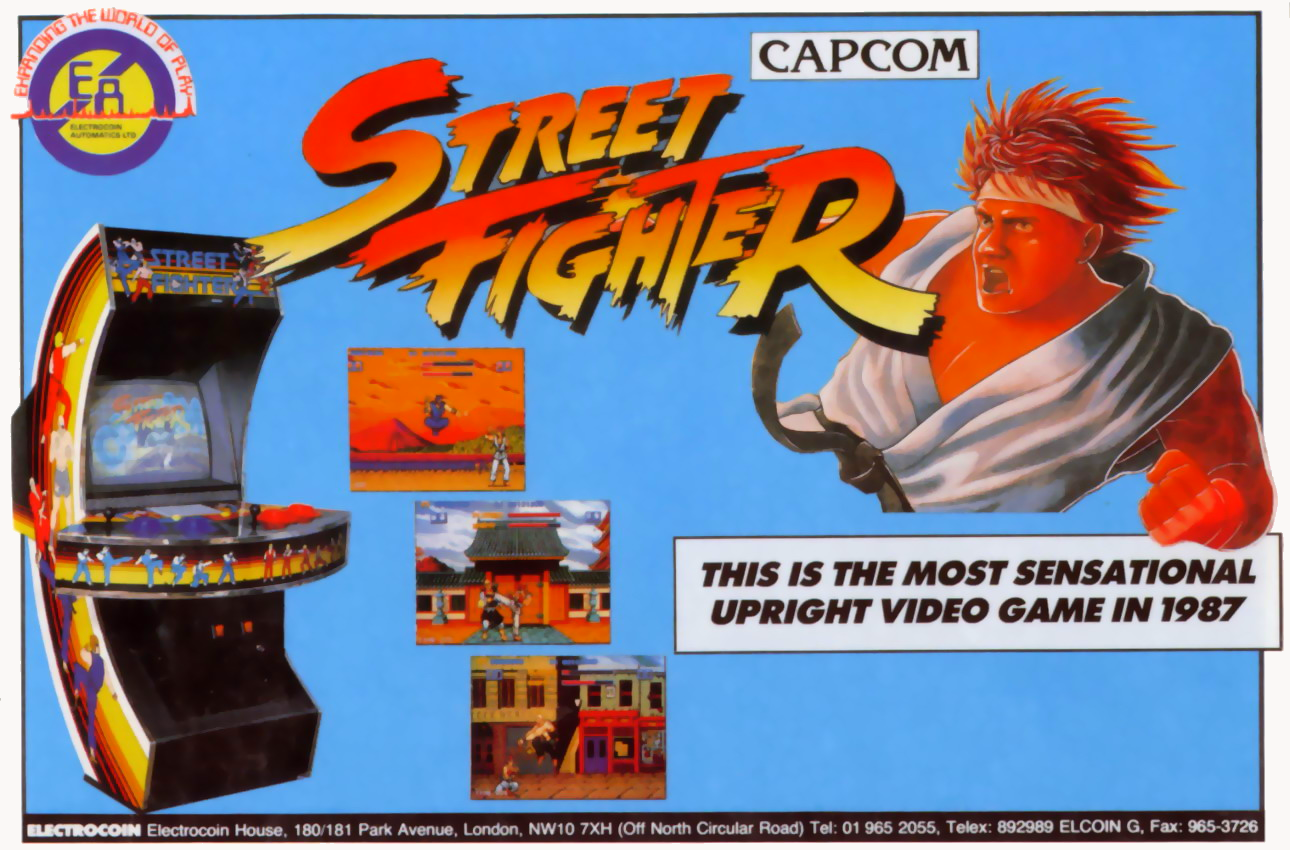 EXPANDING THE WORLD OF PLAY
EA
ELECTROCOIN
AUTOMATICS LTD
CAPCOM
STREET
FIGHTER
STREET
FIGHTER
THIS IS THE MOST SENSATIONAL
UPRIGHT VIDEO GAME IN 1987
ELECTROCOIN Electrocoin House, 180/181 Park Avenue, London, NW10 7XH (Off North Circular Road) Tel: 01 965 2055, Telex: 892989 ELCOIN G, Fax: 965-3726